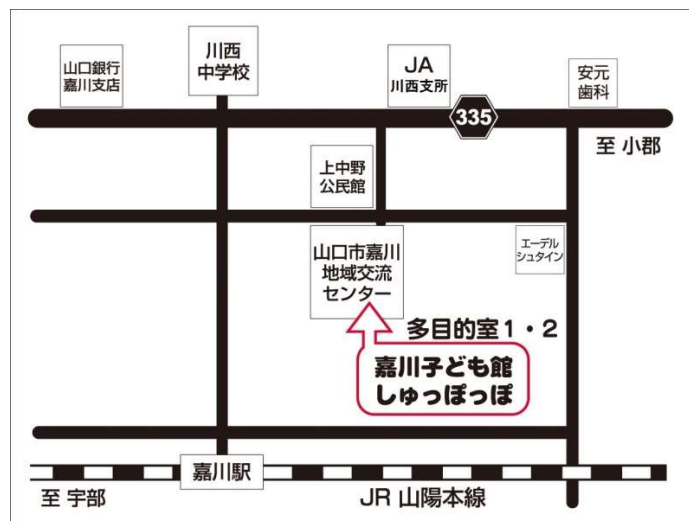 山口銀行
嘉川支店
川西
中学校
JA
川西支所
安元
歯科
335
至 小郡
上中野
公民館
山口市嘉川
地域交流
センター
エーデル
シュタイン
多目的室1・2
嘉川子ども館
しゅっぽっぽ
嘉川駅
至 宇部
JR 山陽本線